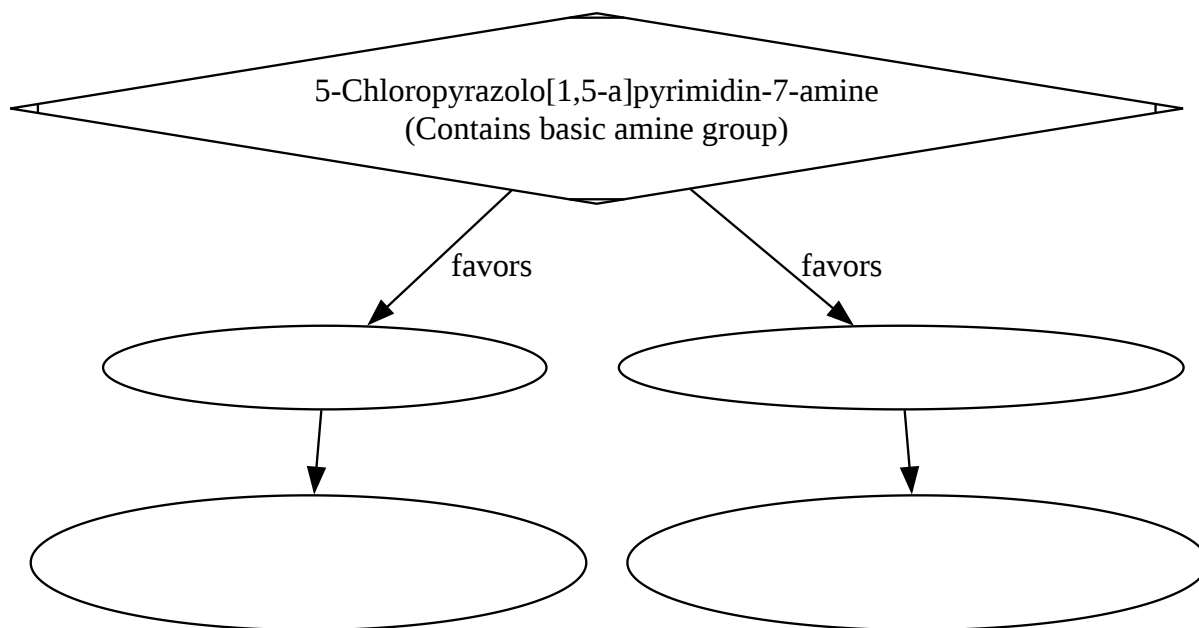 5-Chloropyrazolo[1,5-a]pyrimidin-7-amine
(Contains basic amine group)
favors
favors